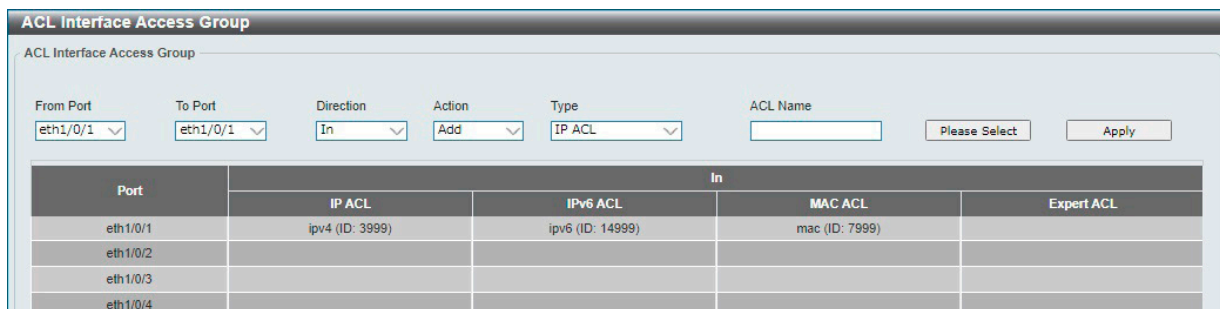 ACL Interface Access Group
ACL Interface Access Group
From Port To Port Direction Action Type ACL Name
eth1/0/1 eth1/0/1 In Add IP ACL Please Select Apply
Port In
IP ACL IPv6 ACL MAC ACL Expert ACL
eth1/0/1 ipv4 (ID: 3999) ipv6 (ID: 14999) mac (ID: 7999)
eth1/0/2
eth1/0/3
eth1/0/4